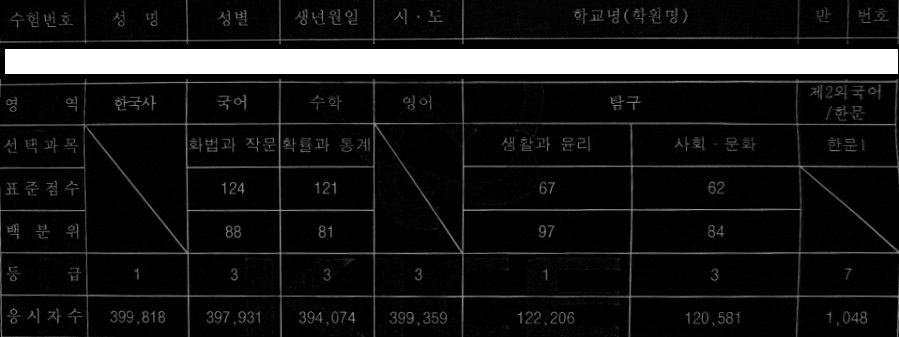 수험번호 성 명 성별 생년월일 시 · 도 학교명(학원명) 반 번호
영 역 한국사 국어 수학 영어 탐구 제2외국어/한문
선택과목 화법과 작문 확률과 통계 생활과 윤리 사회 · 문화 한문Ⅰ
표준점수 124 121 67 62
백 분 위 88 81 97 84
등 급 1 3 3 3 1 3 7
응시자수 399,818 397,931 394,074 399,359 122,206 120,581 1,048